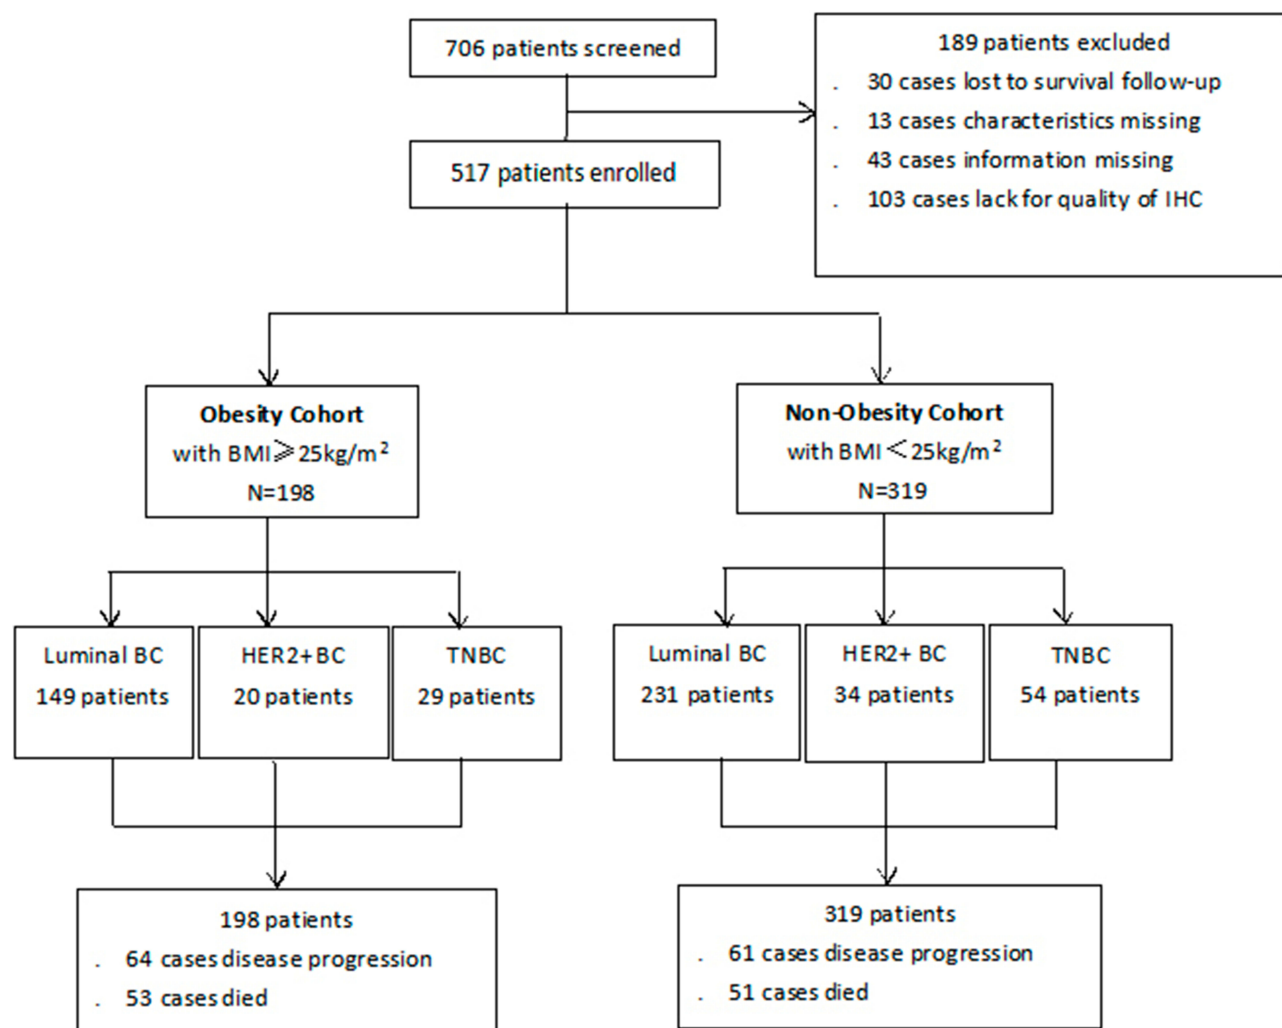 706 patients screened
189 patients excluded
. 30 cases lost to survival follow-up
. 13 cases characteristics missing
. 43 cases information missing
. 103 cases lack for quality of IHC
517 patients enrolled
Obesity Cohort
with BMI⩾25kg/m²
N=198
Non-Obesity Cohort
with BMI＜25kg/m²
N=319
Luminal BC
149 patients
HER2+BC
20 patients
TNBC
29 patients
Luminal BC
231 patients
HER2+ BC
34 patients
TNBC
54 patients
198 patients
. 64 cases disease progression
. 53 cases died
319 patients
. 61 cases disease progression
. 51 cases died